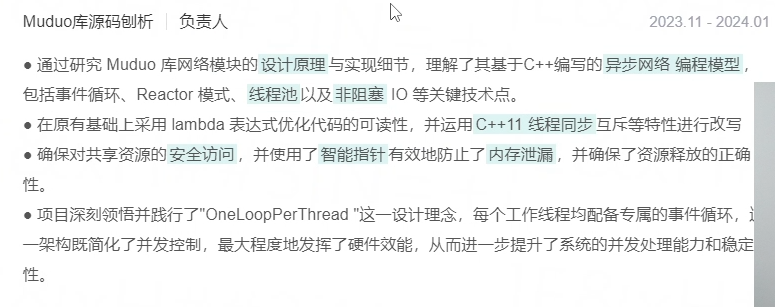 Muduo库源码刨析 负责人 2023.11 - 2024.01
● 通过研究 Muduo 库网络模块的设计原理与实现细节，理解了其基于C++编写的异步网络 编程模型，
包括事件循环、Reactor 模式、线程池以及非阻塞 IO 等关键技术点。
● 在原有基础上采用 lambda 表达式优化代码的可读性，并运用C++11 线程同步互斥等特性进行改写
● 确保对共享资源的安全访问，并使用了智能指针有效地防止了内存泄漏，并确保了资源释放的正确
性。
● 项目深刻领悟并践行了"OneLoopPerThread "这一设计理念，每个工作线程均配备专属的事件循环，
一架构既简化了并发控制，最大程度地发挥了硬件效能，从而进一步提升了系统的并发处理能力和稳定
性。